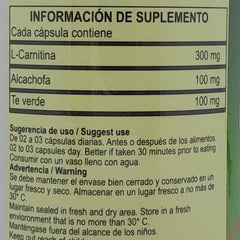 INFORMACIÓN DE SUPLEMENTO
Cada cápsula contiene
L-Carnitina 300 mg
Alcachofa 100 mg
Te verde 100 mg
Sugerencia de uso / Suggest use
De 02 a 03 cápsulas diarias. Antes o después de los alimentos.
02 to 03 capsules day. Better if taken 30 minutes prior to eating
Consumir con un vaso lleno con agua.
Advertencia / Warning
Se debe mantener el envase bien cerrado y conservado en un
lugar fresco y seco. Almacenar en un lugar fresco a no más de
30° C.
Maintain sealed in fresh and dry area. Store in a fresh
environment that is no more than 30° C.
Manténgase fuera del alcance de los niños.
Keep out reach of